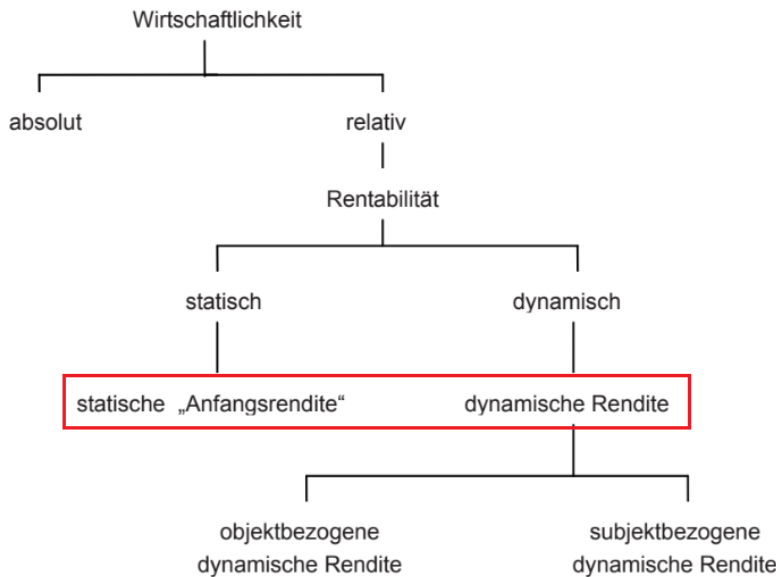 Wirtschaftlichkeit
absolut
relativ
Rentabilität
statisch
dynamisch
statische „Anfangsrendite“
dynamische Rendite
objektbezogene
dynamische Rendite
subjektbezogene
dynamische Rendite